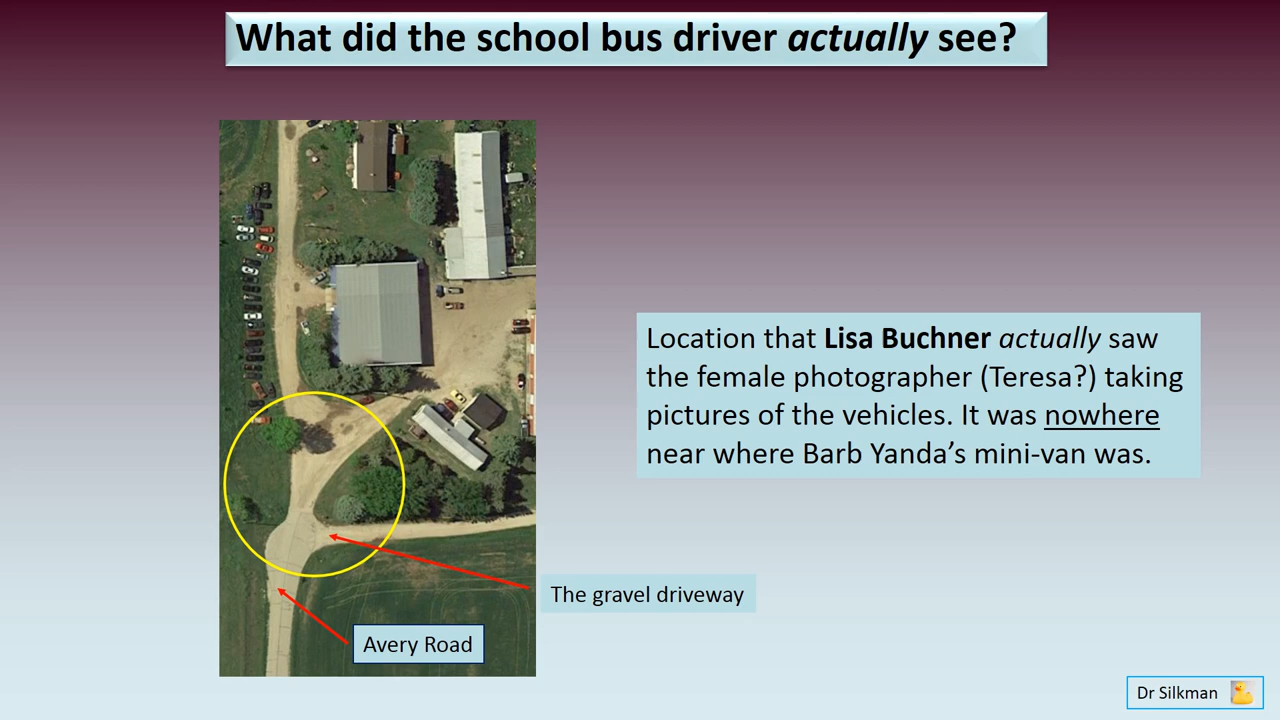 What did the school bus driver actually see?
Location that Lisa Buchner actually saw
the female photographer (Teresa?) taking
pictures of the vehicles. It was nowhere
near where Barb Yanda’s mini-van was.
The gravel driveway
Avery Road
Dr Silkman